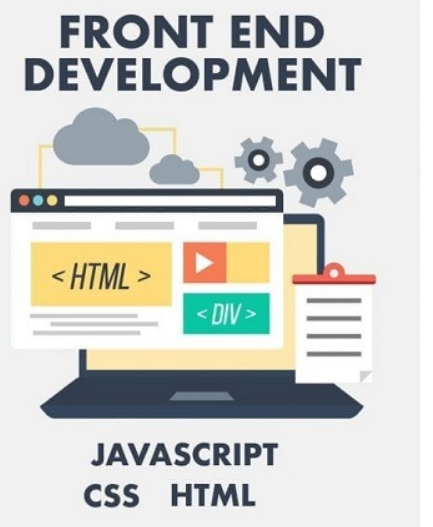 FRONT END
DEVELOPMENT
< HTML >
< DIV >
JAVASCRIPT
CSS HTML